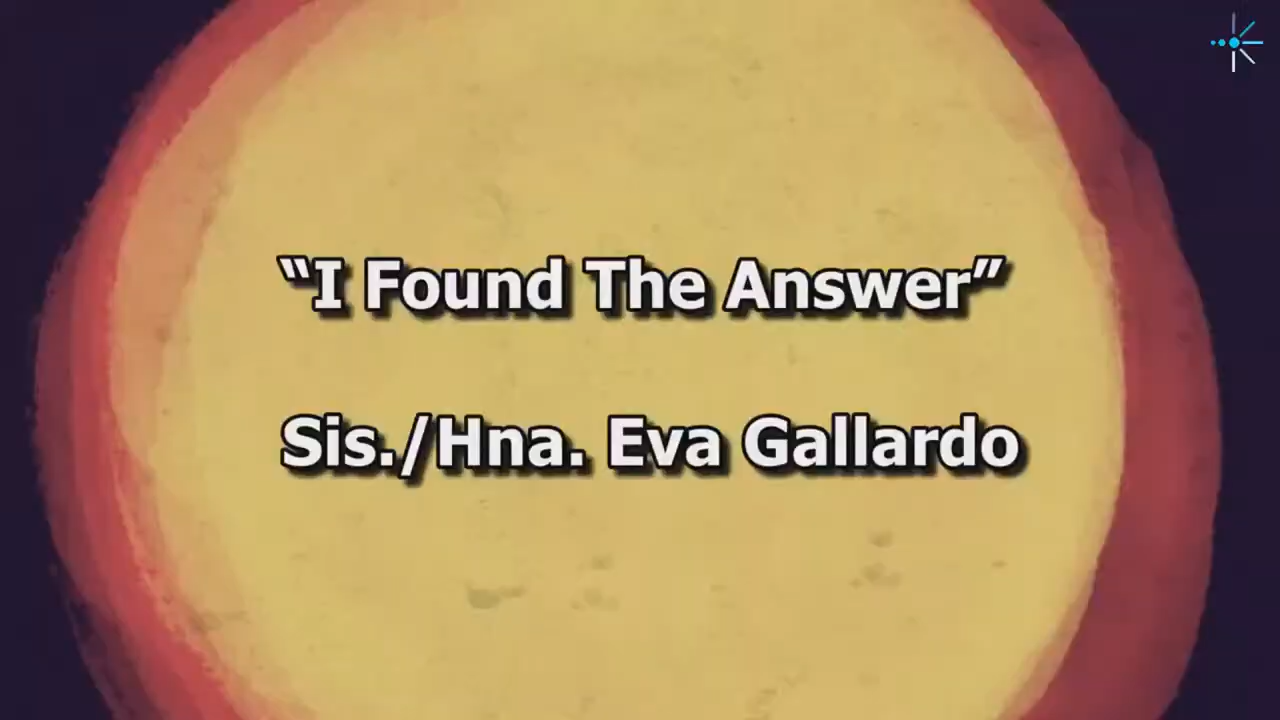 “I Found The Answer”
Sis./Hna. Eva Gallardo